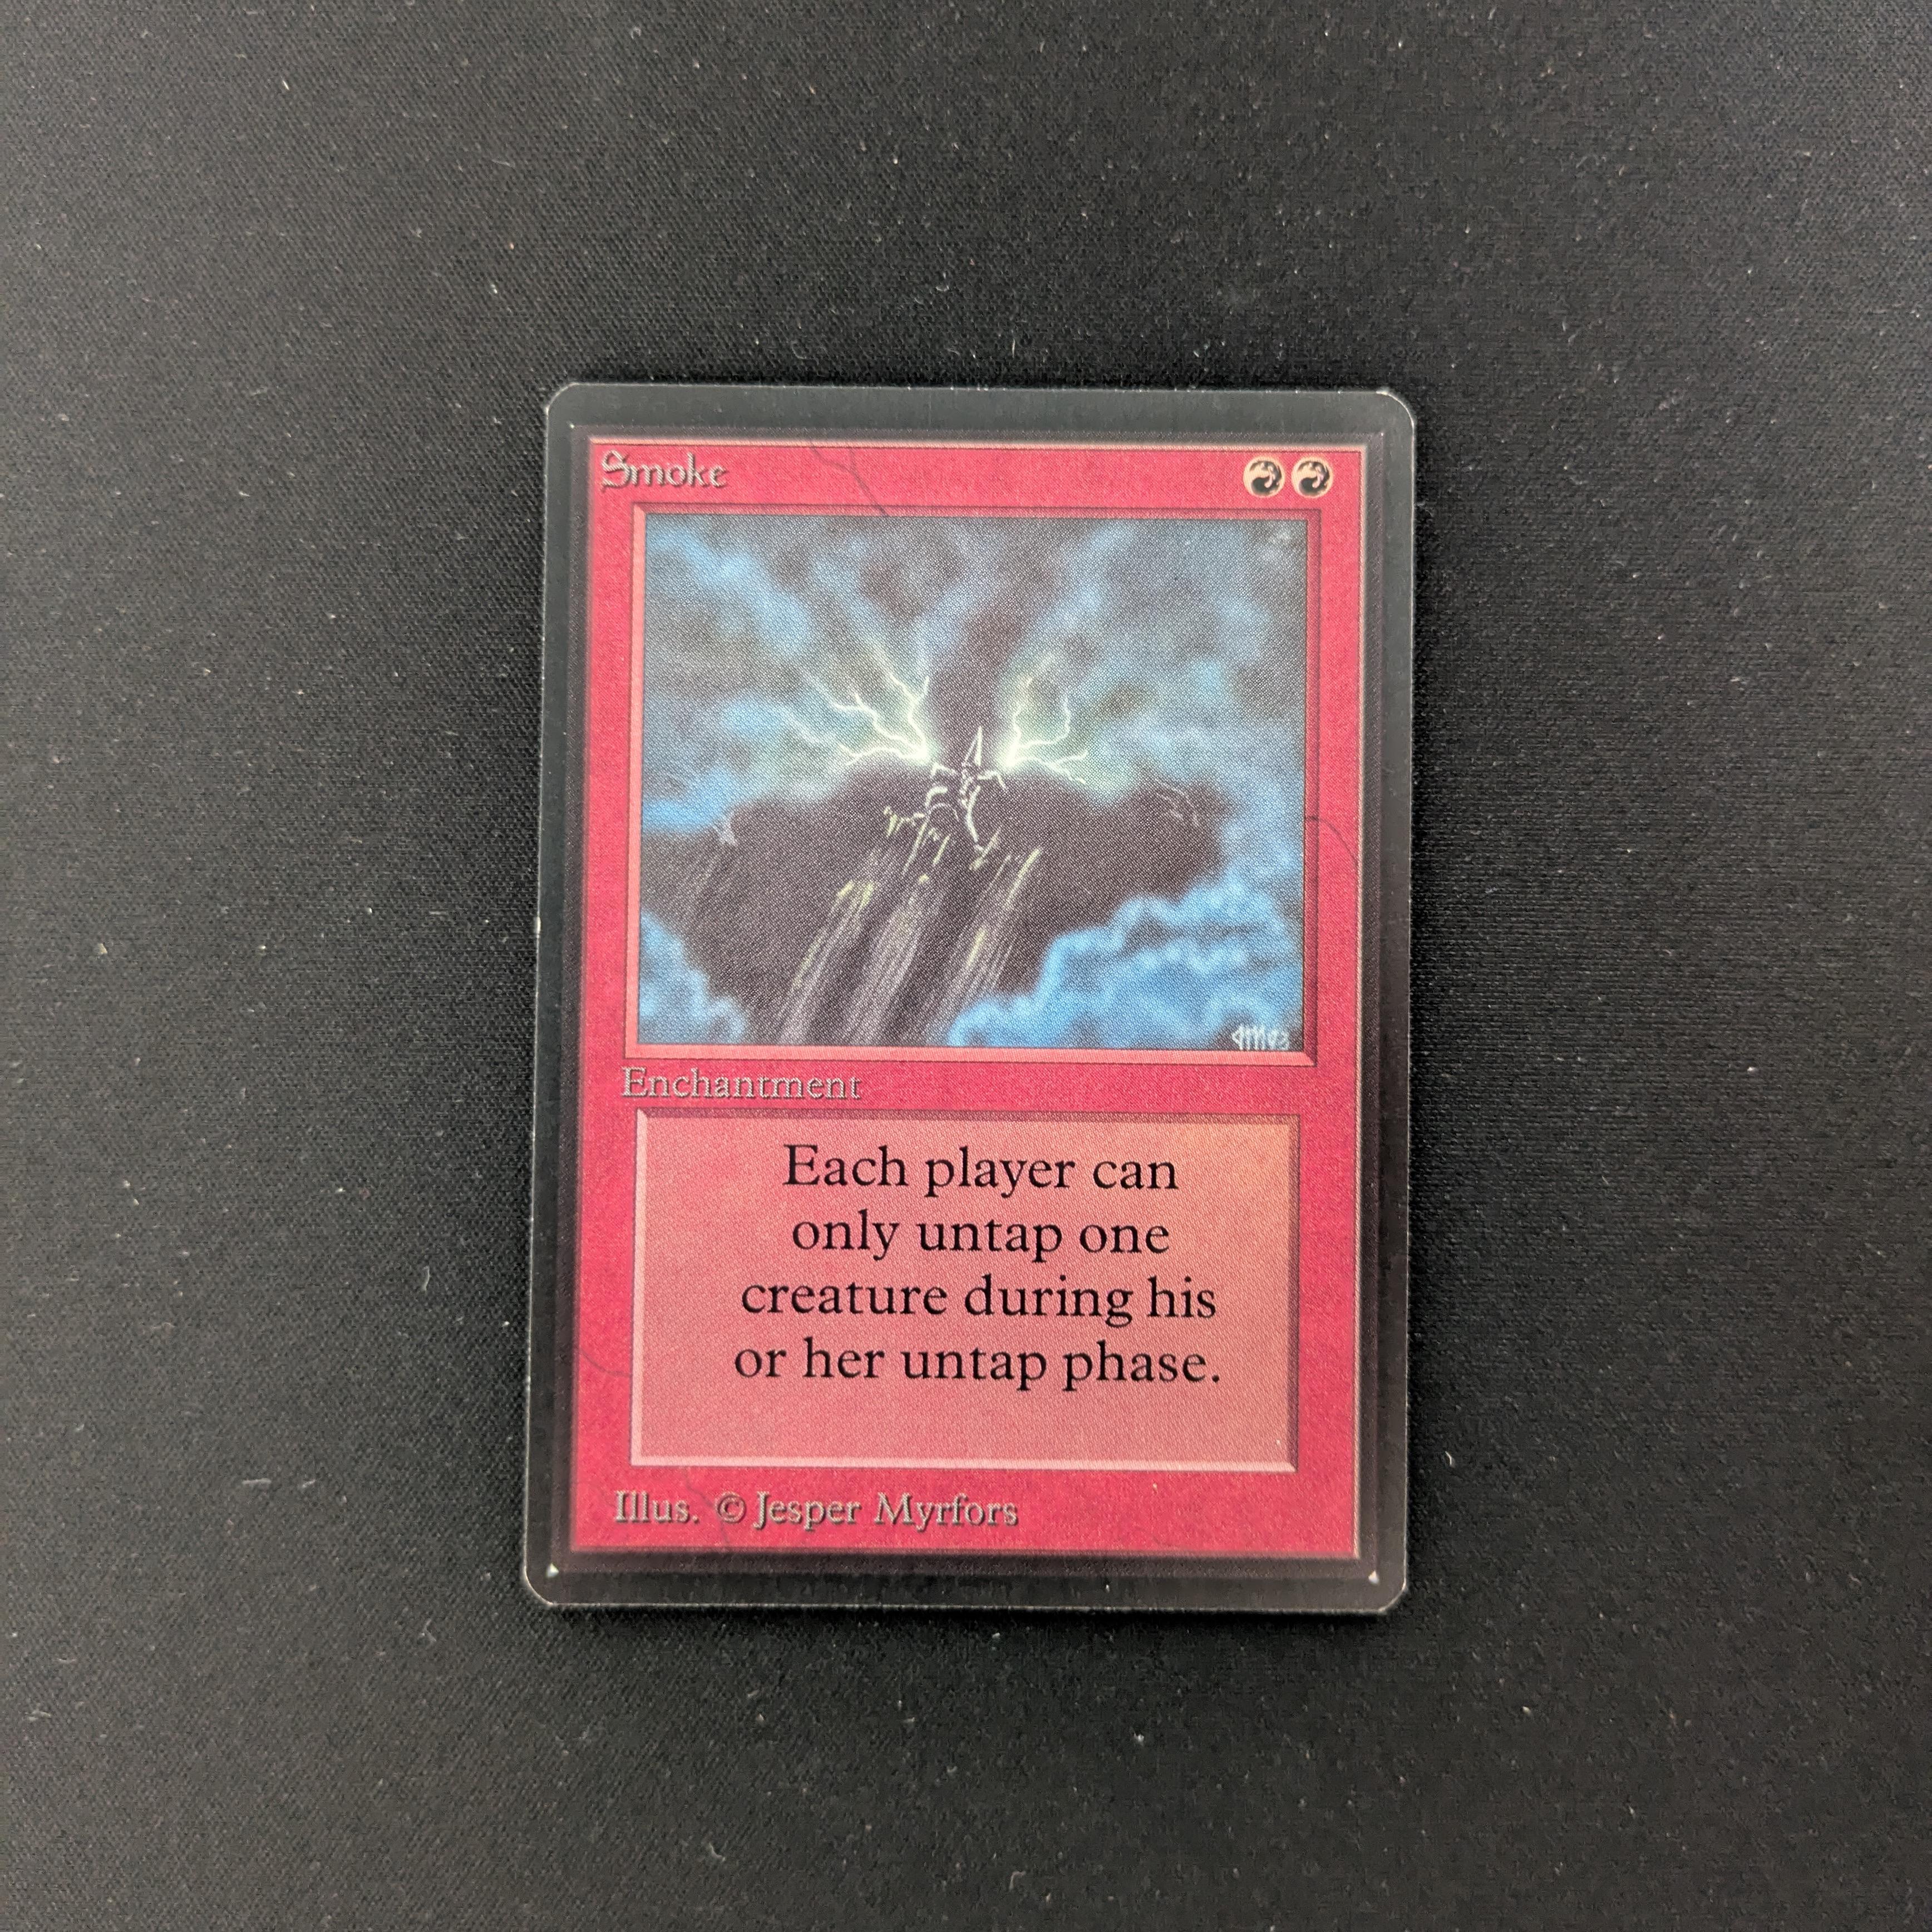 Smoke
Enchantment
Each player can
only untap one
creature during his
or her untap phase.
Illus. © Jesper Myrfors